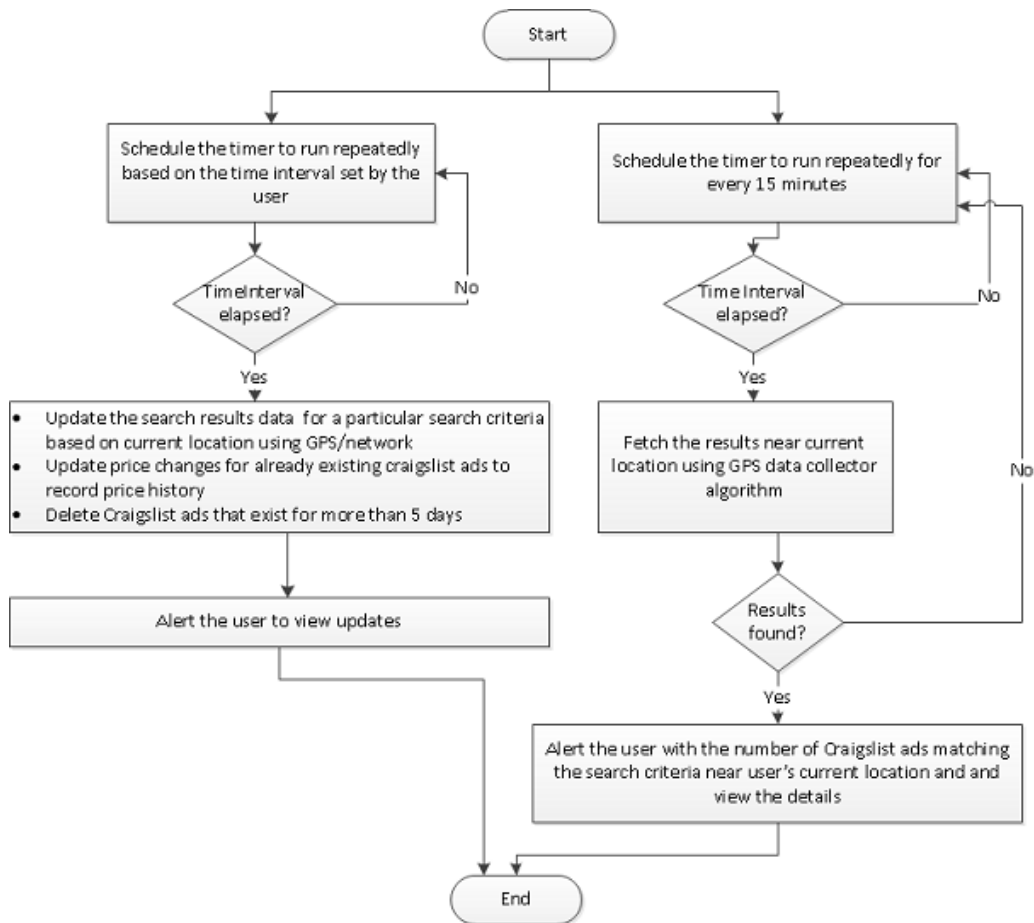 Start
Schedule the timer to run repeatedly
based on the time interval set by the
user
Schedule the timer to run repeatedly for
every 15 minutes
TimeInterval
elapsed?
No
Time Interval
elapsed?
No
Yes
Yes
• Update the search results data for a particular search criteria
based on current location using GPS/network
• Update price changes for already existing craigslist ads to
record price history
• Delete Craigslist ads that exist for more than 5 days
Fetch the results near current
location using GPS data collector
algorithm
No
Alert the user to view updates
Results
found?
Yes
Alert the user with the number of Craigslist ads matching
the search criteria near user's current location and and
view the details
End